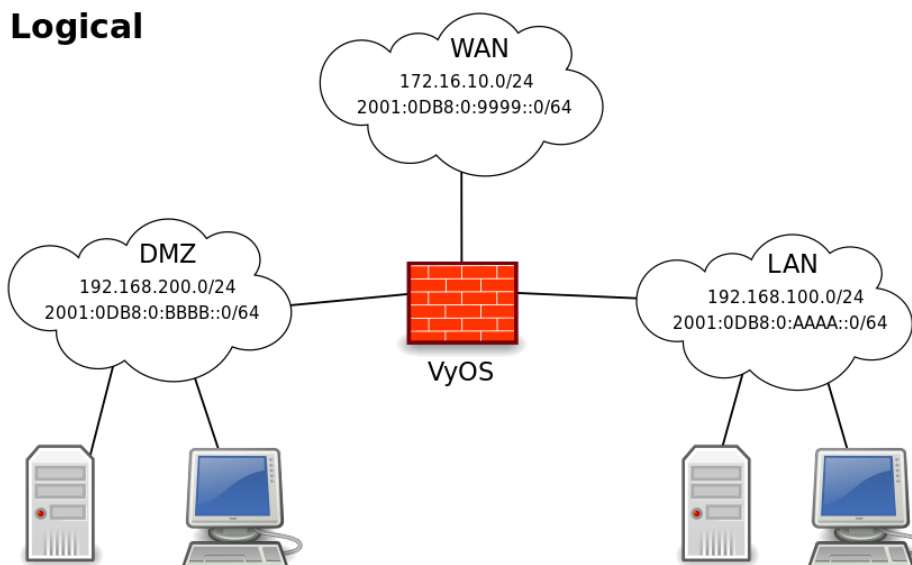 Logical
WAN
172.16.10.0/24
2001:0DB8:0:9999::0/64
DMZ
192.168.200.0/24
2001:0DB8:0:BBBB::0/64
LAN
192.168.100.0/24
2001:0DB8:0:AAAA::0/64
VyOS